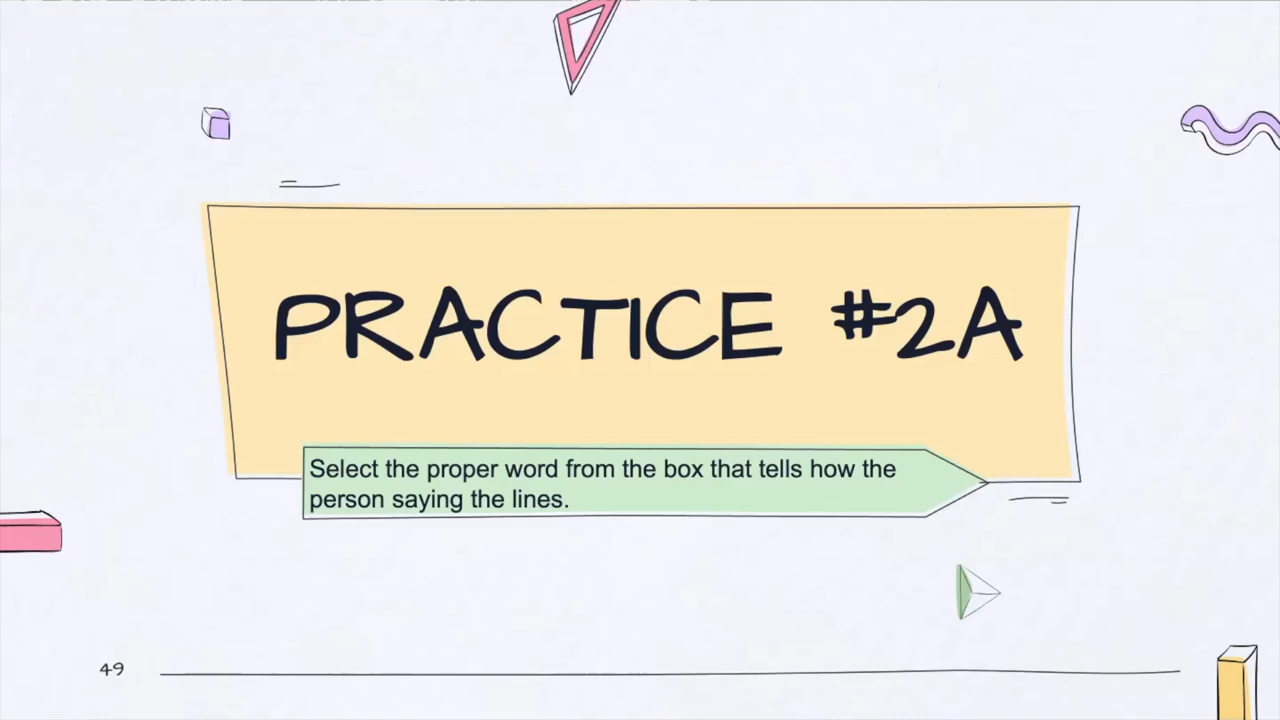 PRACTICE #2A
Select the proper word from the box that tells how the
person saying the lines.
49